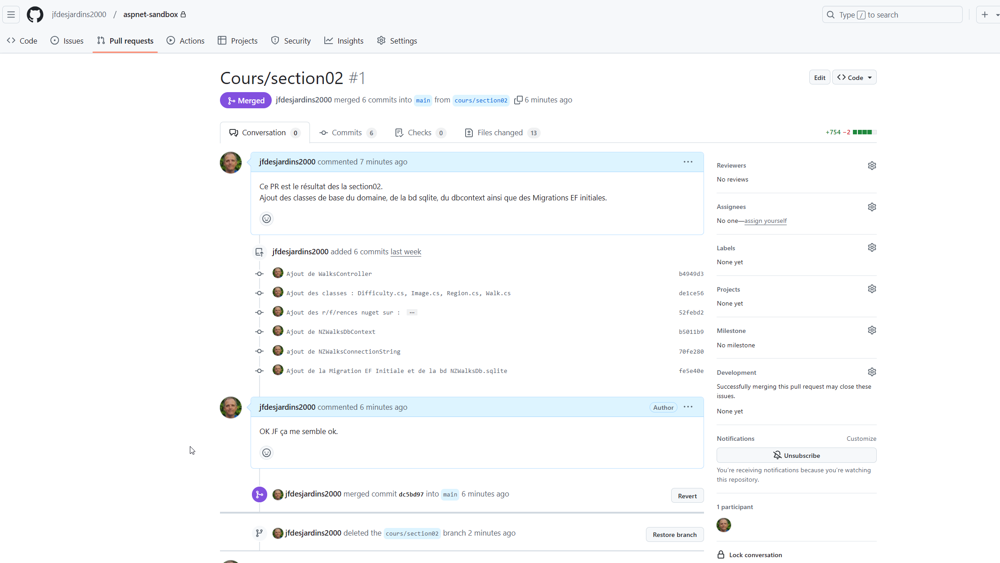 jfdesjardins2000 / aspnet-sandbox
Type / to search
Code Issues Pull requests Actions Projects Security Insights Settings
Cours/section02 #1
Edit
Code
Merged jfdesjardins2000 merged 6 commits into main from cours/section02 6 minutes ago
Conversation 0 Commits 6 Checks 0 Files changed 13
+754 −2
jfdesjardins2000 commented 7 minutes ago
Ce PR est le résultat des la section02.
Ajout des classes de base du domaine, de la bd sqlite, du dbcontext ainsi que des Migrations EF initiales.
jfdesjardins2000 added 6 commits last week
Ajout de WalksController b4949d3
Ajout des classes : Difficulty.cs, Image.cs, Region.cs, Walk.cs de1ce56
Ajout des r/f/rences nuget sur : … 52febd2
Ajout de NZWalksDbContext b5011b9
ajout de NZWalksConnectionString 70fe280
Ajout de la Migration EF Initiale et de la bd NZWalksDb.sqlite fe5e40e
jfdesjardins2000 commented 6 minutes ago Author
OK JF ça me semble ok.
jfdesjardins2000 merged commit dc5bd97 into main 6 minutes ago Revert
jfdesjardins2000 deleted the cours/section02 branch 2 minutes ago Restore branch
Reviewers
No reviews
Assignees
No one—assign yourself
Labels
None yet
Projects
None yet
Milestone
No milestone
Development
Successfully merging this pull request may close these
issues.
None yet
Notifications Customize
Unsubscribe
You're receiving notifications because you're watching
this repository.
1 participant
Lock conversation